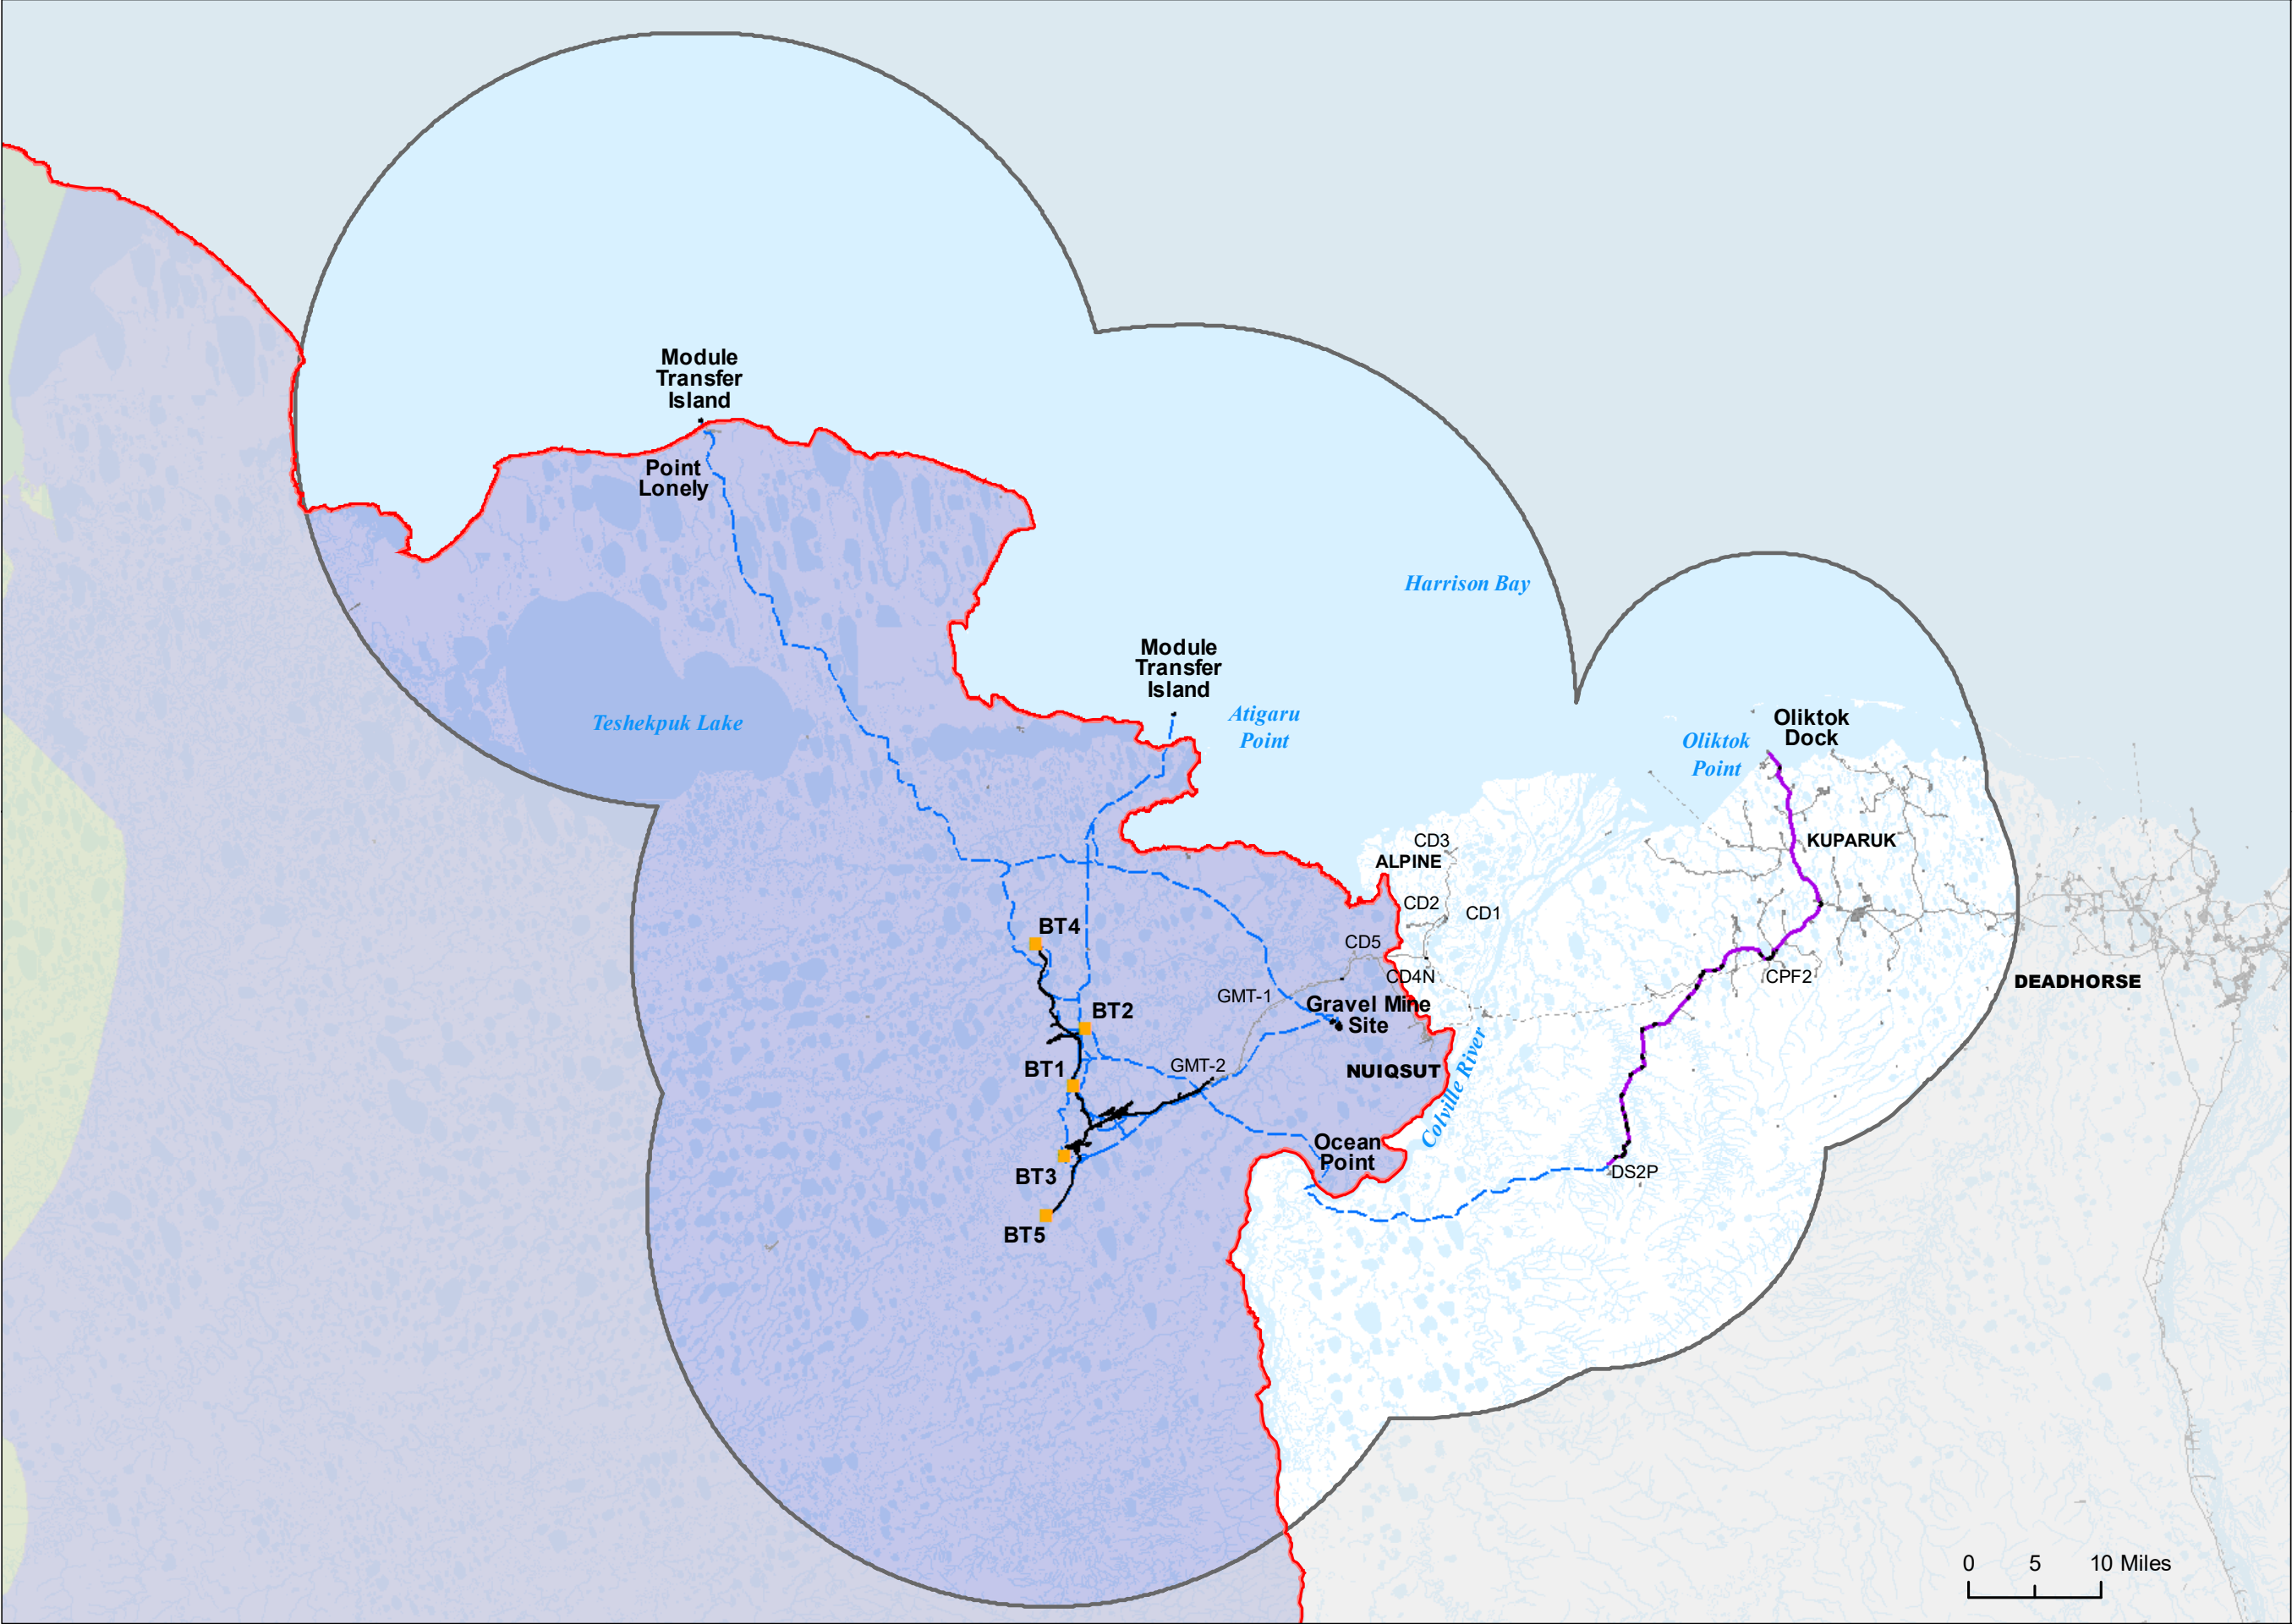 Module
Transfer
Island
Point
Lonely
Harrison Bay
Module
Transfer
Island
Teshekpuk Lake
Atigaru
Point
Oliktok
Dock
Oliktok
Point
KUPARUK
CD3
ALPINE
CD2
CD1
BT4
CD5
CD4N
CPF2
DEADHORSE
GMT-1
Gravel Mine
Site
BT2
GMT-2
BT1
NUIQSUT
Colville River
Ocean
Point
DS2P
BT3
BT5
0 5 10 Miles